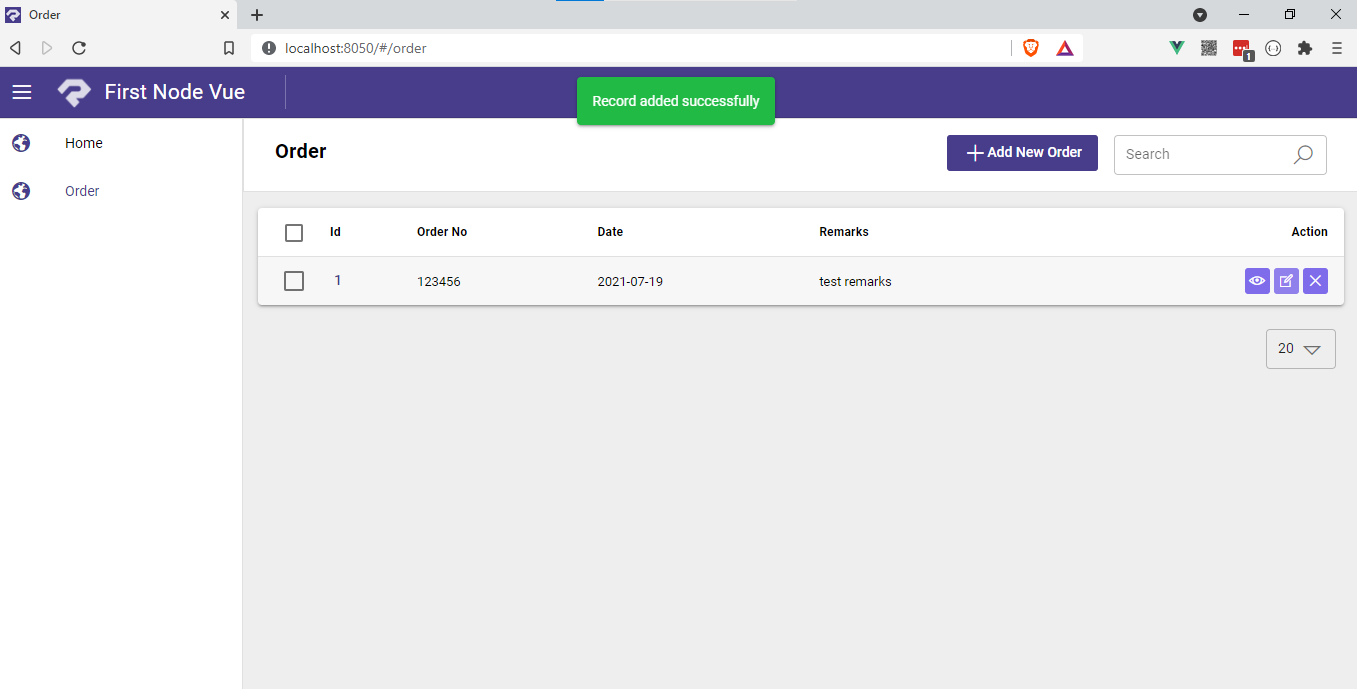 Order
localhost:8050/#/order
1
First Node Vue
Record added successfully
Home
Order
Order
Add New Order
Search
Id Order No Date Remarks Action
1 123456 2021-07-19 test remarks
20